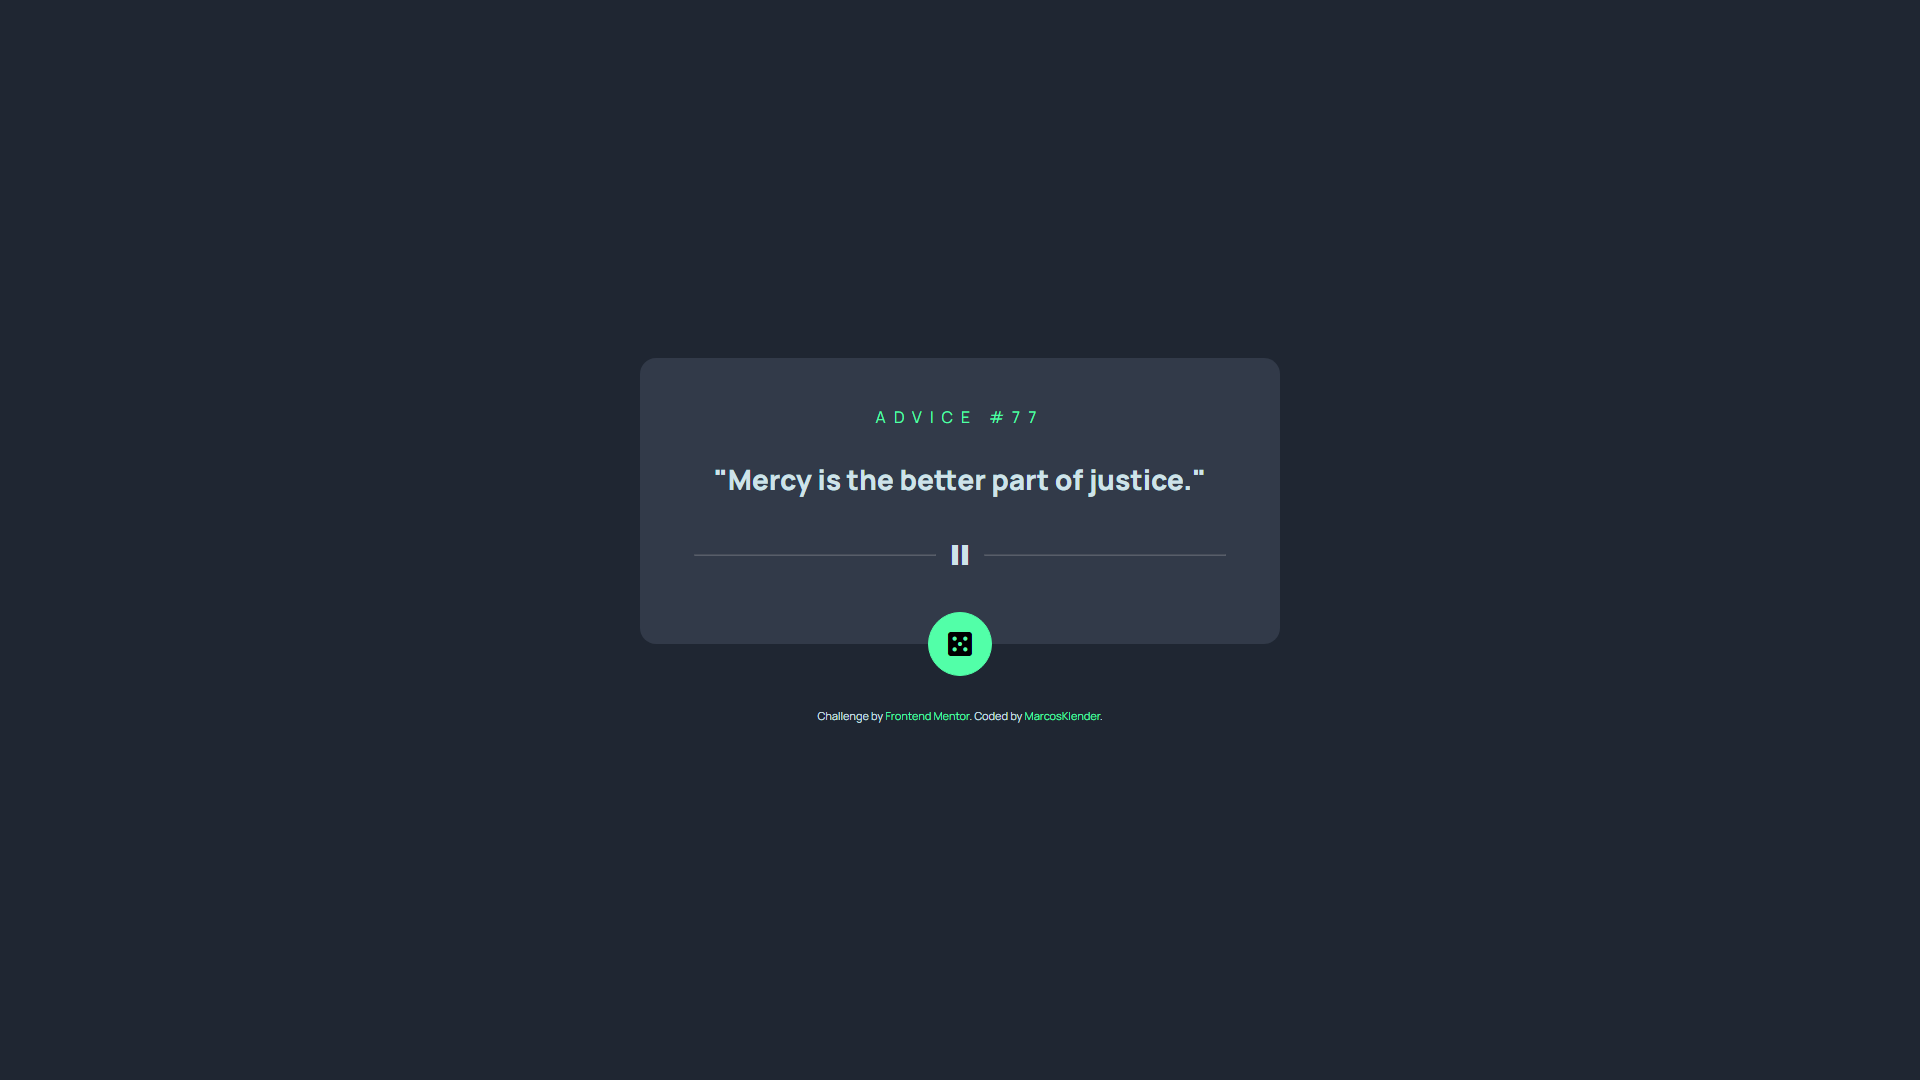 ADVICE #77
"Mercy is the better part of justice."
Challenge by Frontend Mentor. Coded by MarcosKlender.